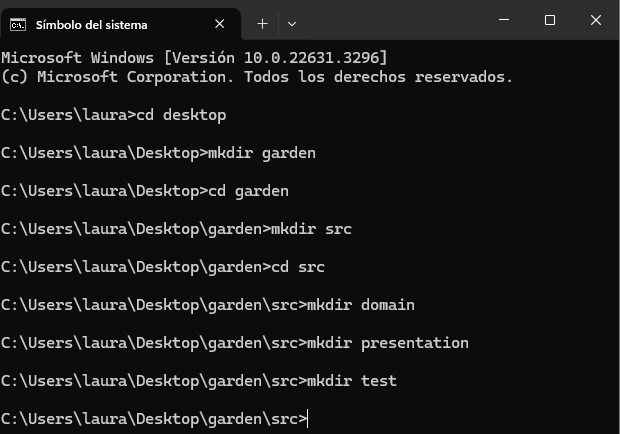 Símbolo del sistema
Microsoft Windows [Versión 10.0.22631.3296]
(c) Microsoft Corporation. Todos los derechos reservados.
C:\Users\laura>cd desktop
C:\Users\laura\Desktop>mkdir garden
C:\Users\laura\Desktop>cd garden
C:\Users\laura\Desktop\garden>mkdir src
C:\Users\laura\Desktop\garden>cd src
C:\Users\laura\Desktop\garden\src>mkdir domain
C:\Users\laura\Desktop\garden\src>mkdir presentation
C:\Users\laura\Desktop\garden\src>mkdir test
C:\Users\laura\Desktop\garden\src>